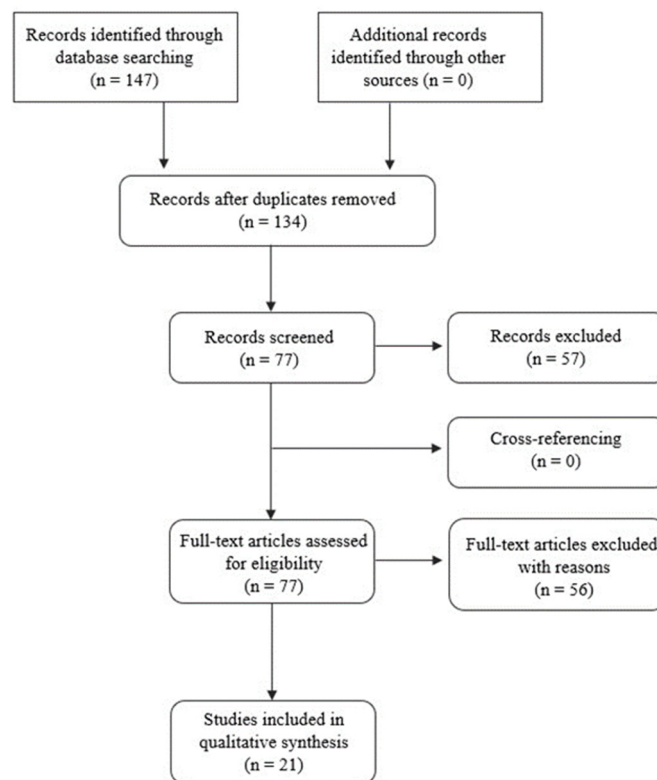 Records identified through
database searching
(n = 147)
Additional records
identified through other
sources (n = 0)
Records after duplicates removed
(n = 134)
Records screened
(n = 77)
Records excluded
(n = 57)
Cross-referencing
(n = 0)
Full-text articles assessed
for eligibility
(n = 77)
Full-text articles excluded
with reasons
(n = 56)
Studies included in
qualitative synthesis
(n = 21)